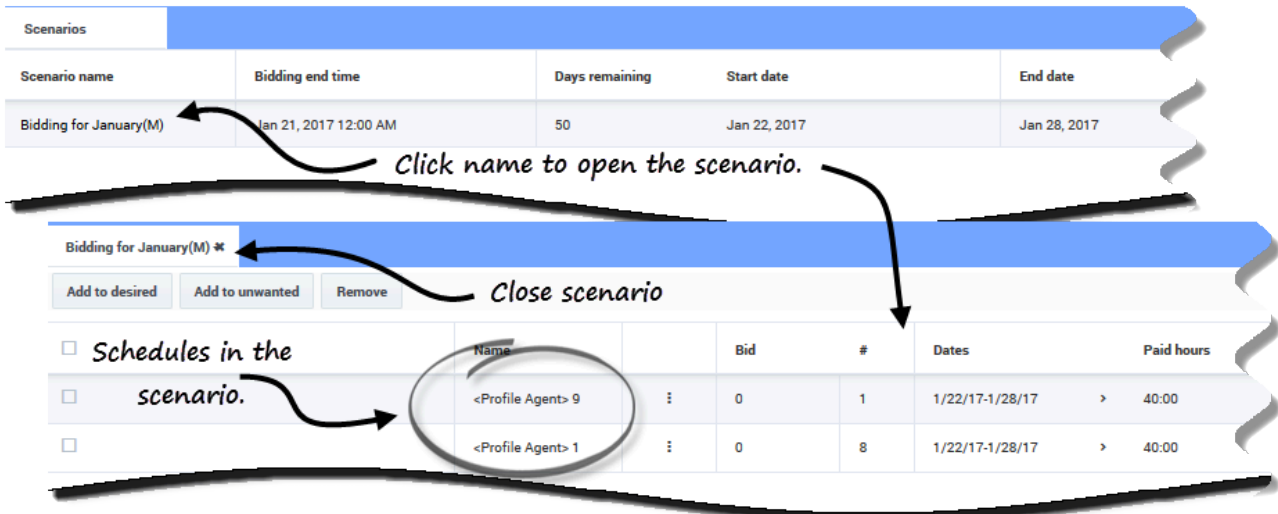 Scenarios
Scenario name Bidding end time Days remaining Start date End date
Bidding for January(M) Jan 21, 2017 12:00 AM 50 Jan 22, 2017 Jan 28, 2017
Click name to open the scenario.
Bidding for January(M) ✖
Add to desired Add to unwanted Remove
Close scenario
Name Bid # Dates Paid hours
Schedules in the
scenario.
<Profile Agent> 9 ⋮ 0 1 1/22/17-1/28/17 > 40:00
<Profile Agent> 1 ⋮ 0 8 1/22/17-1/28/17 > 40:00